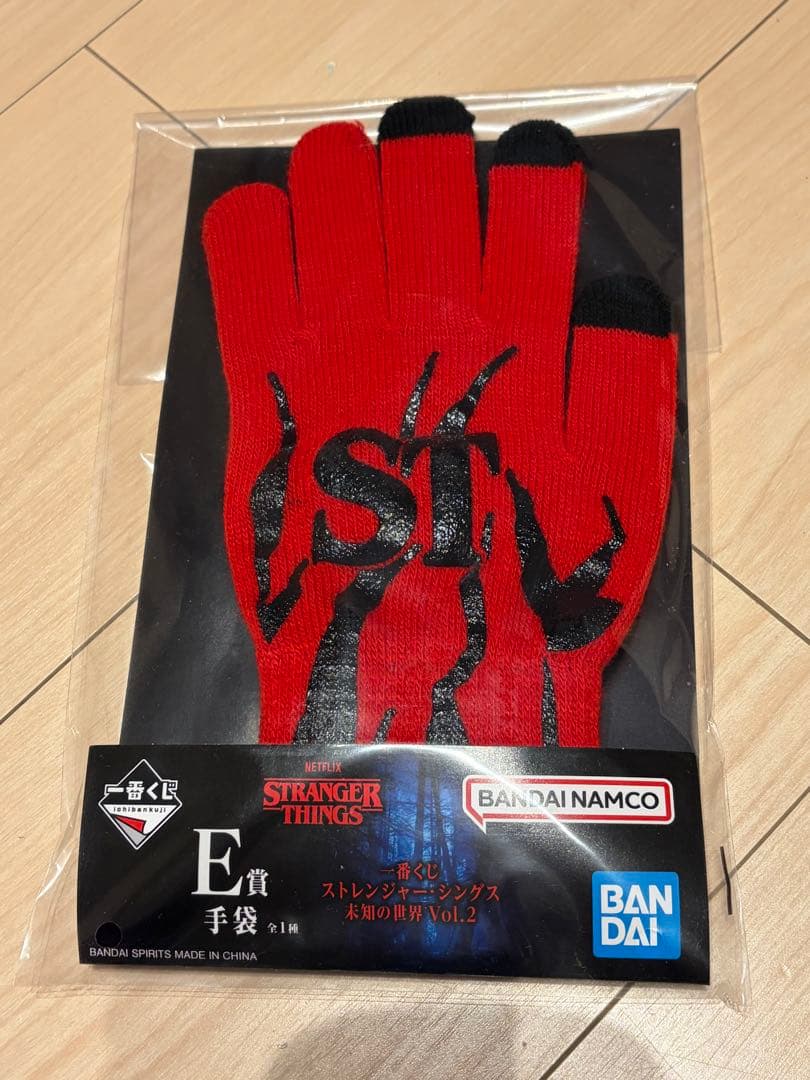 ST
一番くじ
ichibankuji
NETFLIX
STRANGER
THINGS
BANDAI NAMCO
E賞
手袋 全1種
一番くじ
ストレンジャー・シングス
未知の世界 Vol.2
BAN
DAI
BANDAI SPIRITS MADE IN CHINA